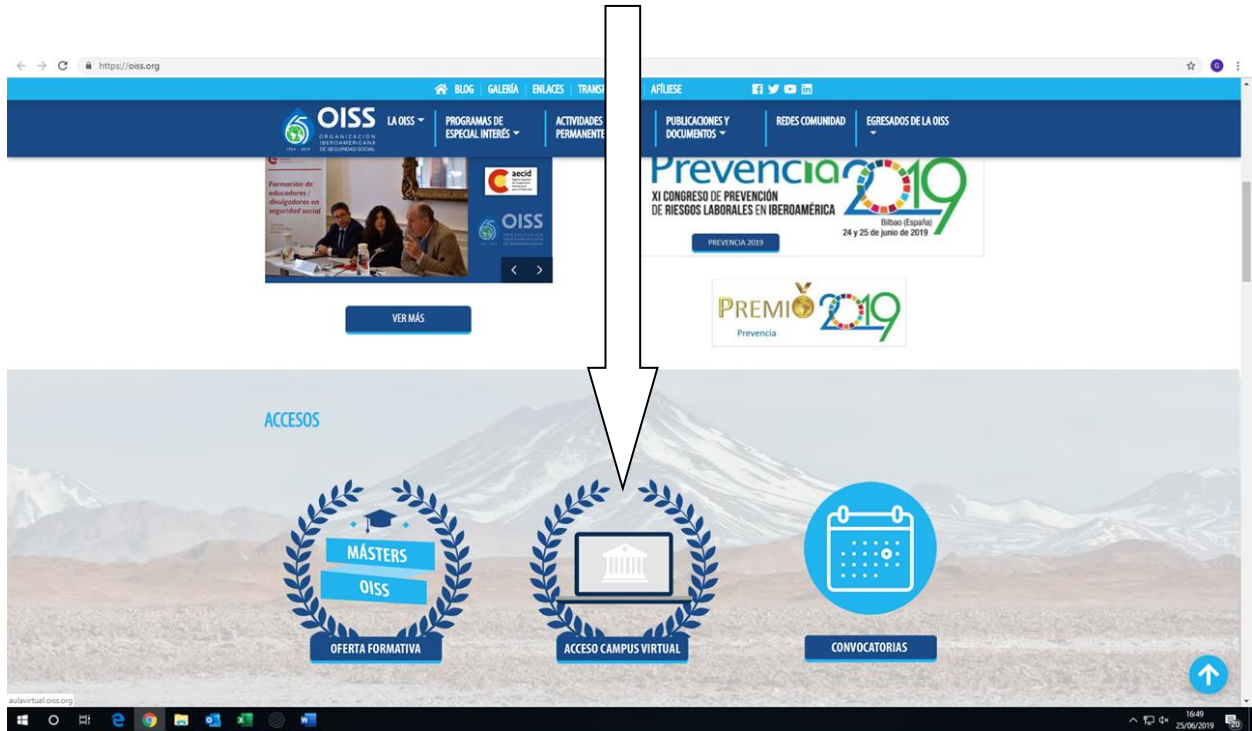 https://oiss.org
G
BLOG GALERÍA ENLACES TRANSP AFÍLIESE
OISS
ORGANIZACIÓN
IBEROAMERICANA
DE SEGURIDAD SOCIAL
LA OISS
PROGRAMAS DE
ESPECIAL INTERÉS
ACTIVIDADES
PERMANENTE
PUBLICACIONES Y
DOCUMENTOS
REDES COMUNIDAD
EGRESADOS DE LA OISS
Formación de
educadores /
divulgadores en
seguridad social
aecid
OISS
VER MÁS
Prevencia 2019
XI CONGRESO DE PREVENCIÓN
DE RIESGOS LABORALES EN IBEROAMÉRICA
Bilbao (España)
24 y 25 de junio de 2019
PREVENCIA 2019
PREMIO 2019
Prevencia
ACCESOS
MÁSTERS
OISS
OFERTA FORMATIVA
ACCESO CAMPUS VIRTUAL
CONVOCATORIAS
aulavirtual.oiss.org
16:49
25/06/2019
20